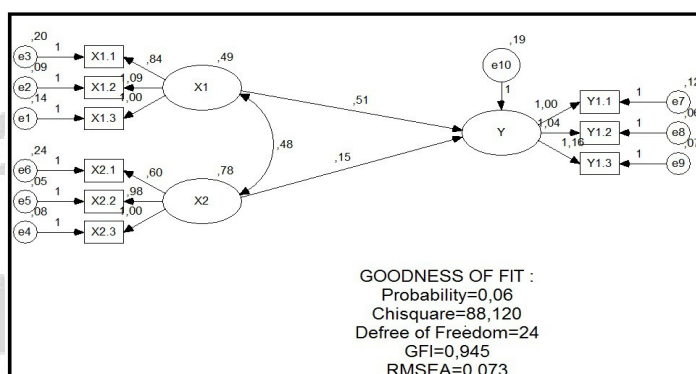 ,20
e3 1 X1.1 ,84
,09
e2 1 X1.2 1,09
,14
e1 1 X1.3 1,00
,49
X1
,24
e6 1 X2.1 ,60
,05
e5 1 X2.2 ,98
,08
e4 1 X2.3 1,00
,78
X2
,48
,51
,15
,19
e10
1
Y
1,00 Y1.1 1 e7 ,12
1,04 Y1.2 1 e8 ,06
1,16 Y1.3 1 e9 ,07
GOODNESS OF FIT :
Probability=0,06
Chisquare=88,120
Defree of Freedom=24
GFI=0,945
RMSEA=0,073